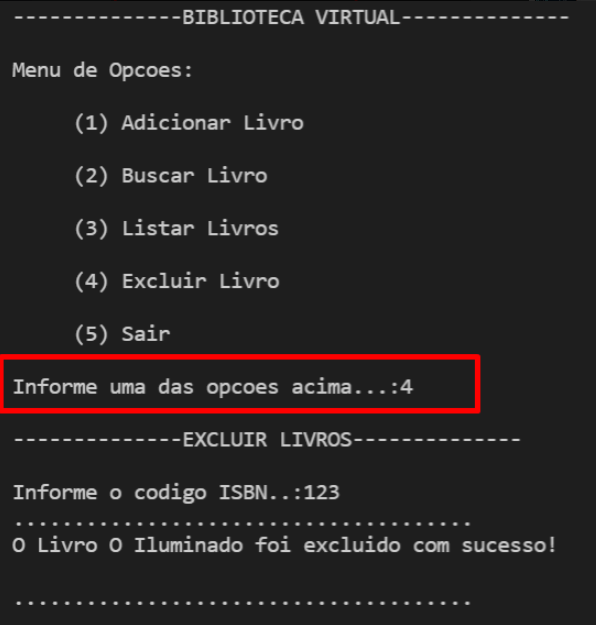 --------------BIBLIOTECA VIRTUAL--------------
Menu de Opcoes:
(1) Adicionar Livro
(2) Buscar Livro
(3) Listar Livros
(4) Excluir Livro
(5) Sair
Informe uma das opcoes acima...:4
--------------EXCLUIR LIVROS--------------
Informe o codigo ISBN..:123
.....................................
O Livro O Iluminado foi excluido com sucesso!
.....................................